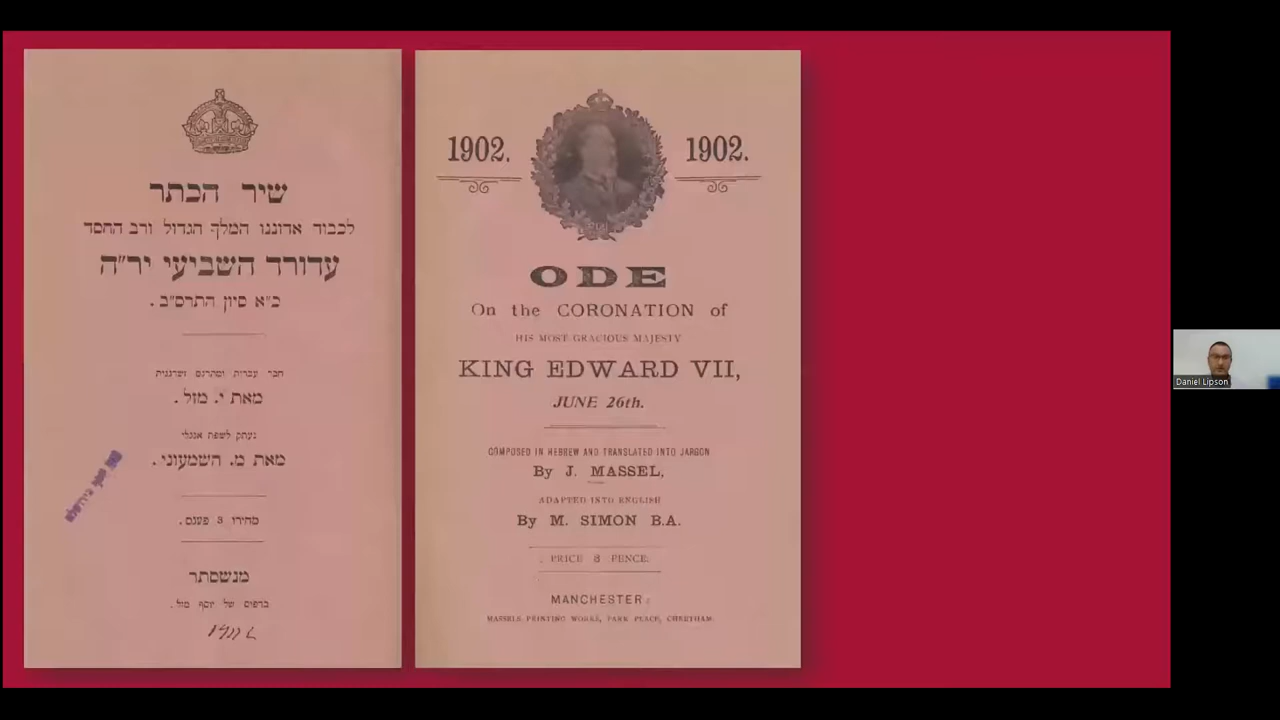 שיר הכתר
לכבוד אדוננו המלך הגדול ורב החסד
עדורד השביעי יר״ה
כ״א סיון התרס״ב.
חבר עברית ומתרגם זשרגנית
מאת י. מזל.
נעתק לשפת אנגלי
מאת מ. השמעוני.
מחירו 3 פענס.
מנשסתר
בדפוס של יוסף מזל.
1902. 1902.
ODE
On the CORONATION of
HIS MOST GRACIOUS MAJESTY
KING EDWARD VII,
JUNE 26th.
COMPOSED IN HEBREW AND TRANSLATED INTO JARGON
By J. MASSEL,
ADAPTED INTO ENGLISH
By M. SIMON B.A.
PRICE 3 PENCE.
MANCHESTER:
MASSEL'S PRINTING WORKS, PARK PLACE, CHEETHAM.
Daniel Lipson